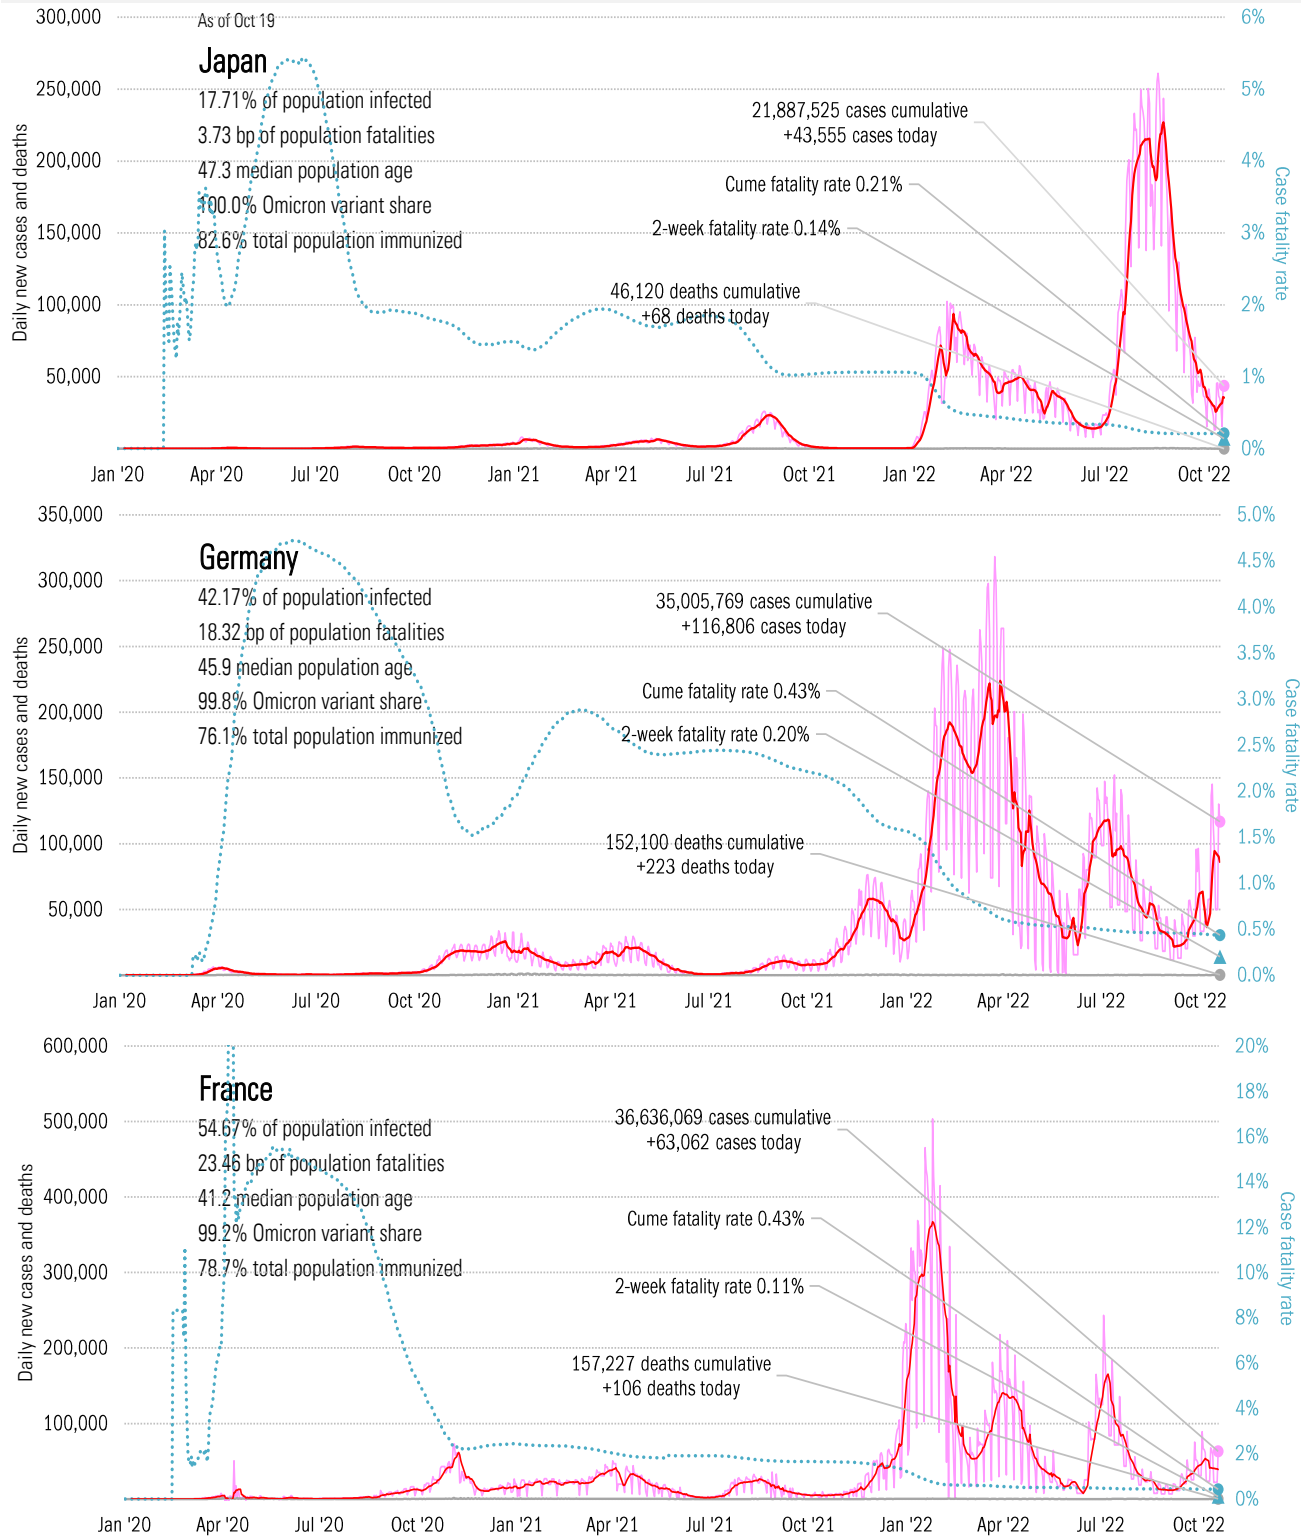 As of Oct 19
Japan
17.71% of population infected
3.73 bp of population fatalities
47.3 median population age
100.0% Omicron variant share
82.6% total population immunized
21,887,525 cases cumulative
+43,555 cases today
Cume fatality rate 0.21%
2-week fatality rate 0.14%
46,120 deaths cumulative
+68 deaths today
Daily new cases and deaths
300,000
250,000
200,000
150,000
100,000
50,000
Case fatality rate
6%
5%
4%
3%
2%
1%
0%
Jan '20 Apr '20 Jul '20 Oct '20 Jan '21 Apr '21 Jul '21 Oct '21 Jan '22 Apr '22 Jul '22 Oct '22
Germany
42.17% of population infected
18.32 bp of population fatalities
45.9 median population age
99.8% Omicron variant share
76.1% total population immunized
35,005,769 cases cumulative
+116,806 cases today
Cume fatality rate 0.43%
2-week fatality rate 0.20%
152,100 deaths cumulative
+223 deaths today
Daily new cases and deaths
350,000
300,000
250,000
200,000
150,000
100,000
50,000
Case fatality rate
5.0%
4.5%
4.0%
3.5%
3.0%
2.5%
2.0%
1.5%
1.0%
0.5%
0.0%
Jan '20 Apr '20 Jul '20 Oct '20 Jan '21 Apr '21 Jul '21 Oct '21 Jan '22 Apr '22 Jul '22 Oct '22
France
54.67% of population infected
23.46 bp of population fatalities
41.2 median population age
99.2% Omicron variant share
78.7% total population immunized
36,636,069 cases cumulative
+63,062 cases today
Cume fatality rate 0.43%
2-week fatality rate 0.11%
157,227 deaths cumulative
+106 deaths today
Daily new cases and deaths
600,000
500,000
400,000
300,000
200,000
100,000
Case fatality rate
20%
18%
16%
14%
12%
10%
8%
6%
4%
2%
0%
Jan '20 Apr '20 Jul '20 Oct '20 Jan '21 Apr '21 Jul '21 Oct '21 Jan '22 Apr '22 Jul '22 Oct '22